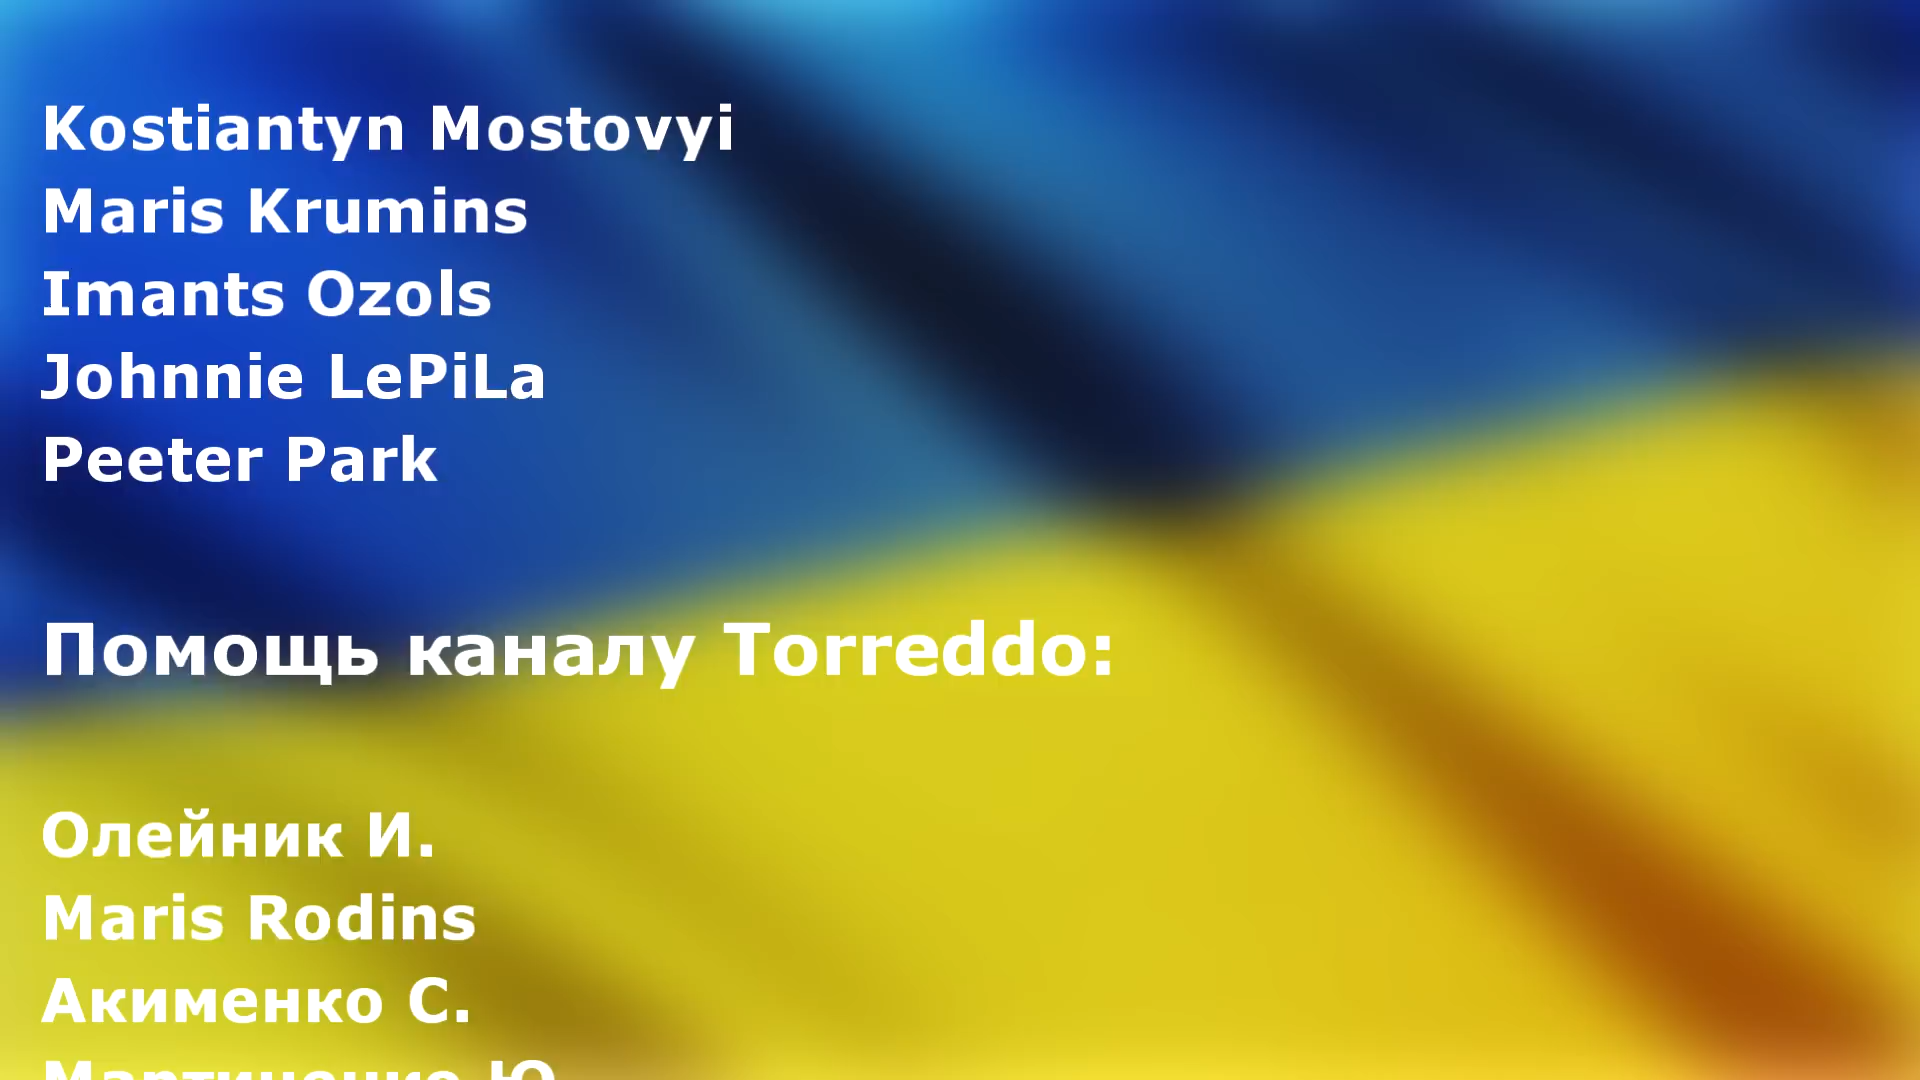 Kostiantyn Mostovyi
Maris Krumins
Imants Ozols
Johnnie LePiLa
Peeter Park
Помощь каналу Torreddo:
Олейник И.
Maris Rodins
Акименко С.